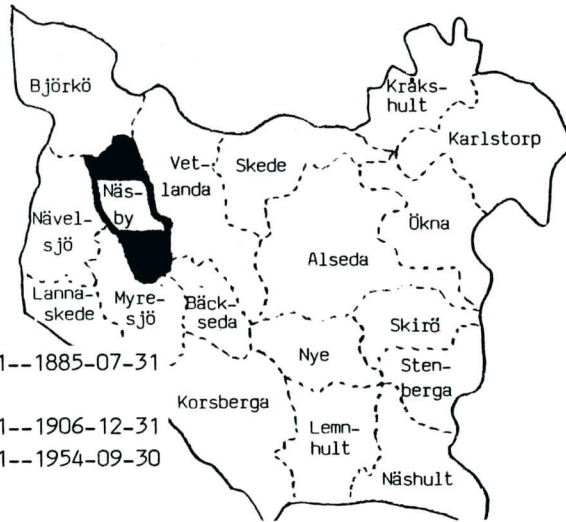 Björkö
Kråks-
hult
Karlstorp
Vet-
landa
Skede
Näs-
by
Ökna
Nävel-
sjö
Alseda
Lanna-
skede
Myre-
sjö
Bäck-
seda
Skirö
Nye
Sten-
berga
1--1885-07-31
Korsberga
1--1906-12-31
Lemn-
hult
1--1954-09-30
Näshult